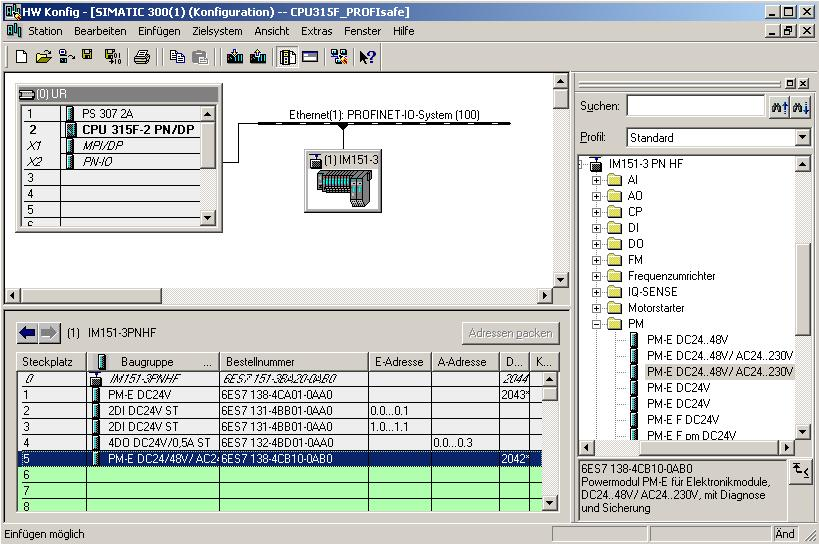 HW Konfig - [SIMATIC 300(1) (Konfiguration) -- CPU315F_PROFIsafe]
Station Bearbeiten Einfügen Zielsystem Ansicht Extras Fenster Hilfe
(0) UR
1 PS 307 2A
2 CPU 315F-2 PN/DP
X1 MPI/DP
X2 PN-IO
3
4
5
6
Ethernet(1): PROFINET-IO-System (100)
(1) IM151-3
Suchen:
Profil: Standard
IM151-3 PN HF
AI
AO
CP
DI
DO
FM
Frequenzumrichter
IQ-SENSE
Motorstarter
PM
PM-E DC24..48V
PM-E DC24..48V/ AC24..230V
PM-E DC24..48V/ AC24..230V
PM-E DC24V
PM-E DC24V
PM-E F DC24V
PM-E F pm DC24V
6ES7 138-4CB10-0AB0
Powermodul PM-E für Elektronikmodule,
DC24..48V/ AC24..230V, mit Diagnose
und Sicherung
(1) IM151-3PNHF
Adressen packen
Steckplatz Baugruppe ... Bestellnummer E-Adresse A-Adresse D... K...
0 IM151-3PNHF 6ES7 151-3BA20-0AB0 2044
1 PM-E DC24V 6ES7 138-4CA01-0AA0 2043*
2 2DI DC24V ST 6ES7 131-4BB01-0AA0 0.0...0.1
3 2DI DC24V ST 6ES7 131-4BB01-0AA0 1.0...1.1
4 4DO DC24V/0,5A ST 6ES7 132-4BD01-0AA0 0.0...0.3
5 PM-E DC24/48V/ AC24 6ES7 138-4CB10-0AB0 2042*
6
7
8
Einfügen möglich
Änd